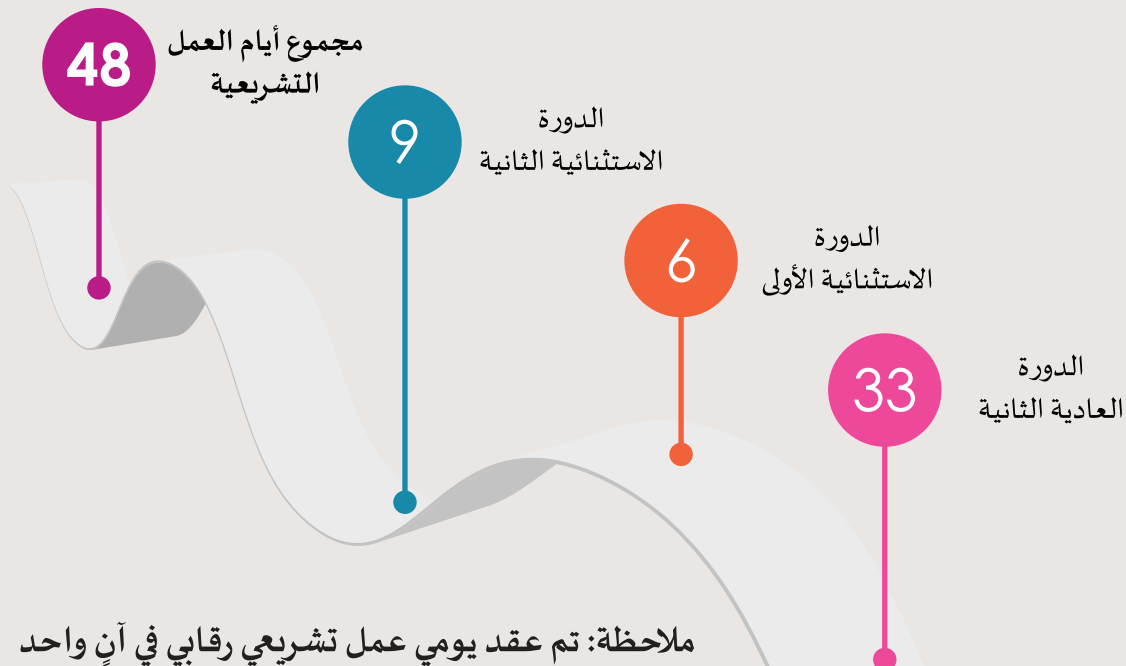 48
مجموع أيام العمل
التشريعية
9
الدورة
الاستثنائية الثانية
6
الدورة
الاستثنائية الأولى
33
الدورة
العادية الثانية
ملاحظة: تم عقد يومي عمل تشريعي رقابي في آنٍ واحد